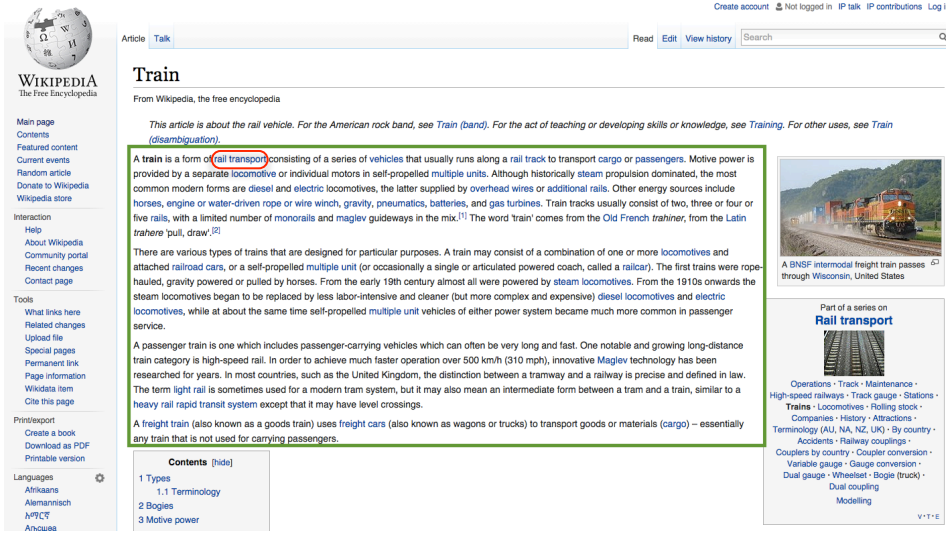 Create account Not logged in IP talk IP contributions Log i
Article Talk Read Edit View history Search
WIKIPEDIA
The Free Encyclopedia
Main page
Contents
Featured content
Current events
Random article
Donate to Wikipedia
Wikipedia store
Interaction
Help
About Wikipedia
Community portal
Recent changes
Contact page
Tools
What links here
Related changes
Upload file
Special pages
Permanent link
Page information
Wikidata item
Cite this page
Print/export
Create a book
Download as PDF
Printable version
Languages
Afrikaans
Alemannisch
አማርኛ
Ænglisc
Train
From Wikipedia, the free encyclopedia
This article is about the rail vehicle. For the American rock band, see Train (band). For the act of teaching or developing skills or knowledge, see Training. For other uses, see Train
(disambiguation).
A train is a form of rail transport consisting of a series of vehicles that usually runs along a rail track to transport cargo or passengers. Motive power is
provided by a separate locomotive or individual motors in self-propelled multiple units. Although historically steam propulsion dominated, the most
common modern forms are diesel and electric locomotives, the latter supplied by overhead wires or additional rails. Other energy sources include
horses, engine or water-driven rope or wire winch, gravity, pneumatics, batteries, and gas turbines. Train tracks usually consist of two, three or four or
five rails, with a limited number of monorails and maglev guideways in the mix.[1] The word 'train' comes from the Old French trahiner, from the Latin
trahere 'pull, draw'.[2]
There are various types of trains that are designed for particular purposes. A train may consist of a combination of one or more locomotives and
attached railroad cars, or a self-propelled multiple unit (or occasionally a single or articulated powered coach, called a railcar). The first trains were rope-
hauled, gravity powered or pulled by horses. From the early 19th century almost all were powered by steam locomotives. From the 1910s onwards the
steam locomotives began to be replaced by less labor-intensive and cleaner (but more complex and expensive) diesel locomotives and electric
locomotives, while at about the same time self-propelled multiple unit vehicles of either power system became much more common in passenger
service.
A passenger train is one which includes passenger-carrying vehicles which can often be very long and fast. One notable and growing long-distance
train category is high-speed rail. In order to achieve much faster operation over 500 km/h (310 mph), innovative Maglev technology has been
researched for years. In most countries, such as the United Kingdom, the distinction between a tramway and a railway is precise and defined in law.
The term light rail is sometimes used for a modern tram system, but it may also mean an intermediate form between a tram and a train, similar to a
heavy rail rapid transit system except that it may have level crossings.
A freight train (also known as a goods train) uses freight cars (also known as wagons or trucks) to transport goods or materials (cargo) – essentially
any train that is not used for carrying passengers.
Contents [hide]
1 Types
1.1 Terminology
2 Bogies
3 Motive power
A BNSF intermodal freight train passes
through Wisconsin, United States
Part of a series on
Rail transport
Operations · Track · Maintenance ·
High-speed railways · Track gauge · Stations ·
Trains · Locomotives · Rolling stock ·
Companies · History · Attractions ·
Terminology (AU, NA, NZ, UK) · By country ·
Accidents · Railway couplings ·
Couplers by country · Coupler conversion ·
Variable gauge · Gauge conversion ·
Dual gauge · Wheelset · Bogie (truck) ·
Dual coupling
Modelling
V · T · E